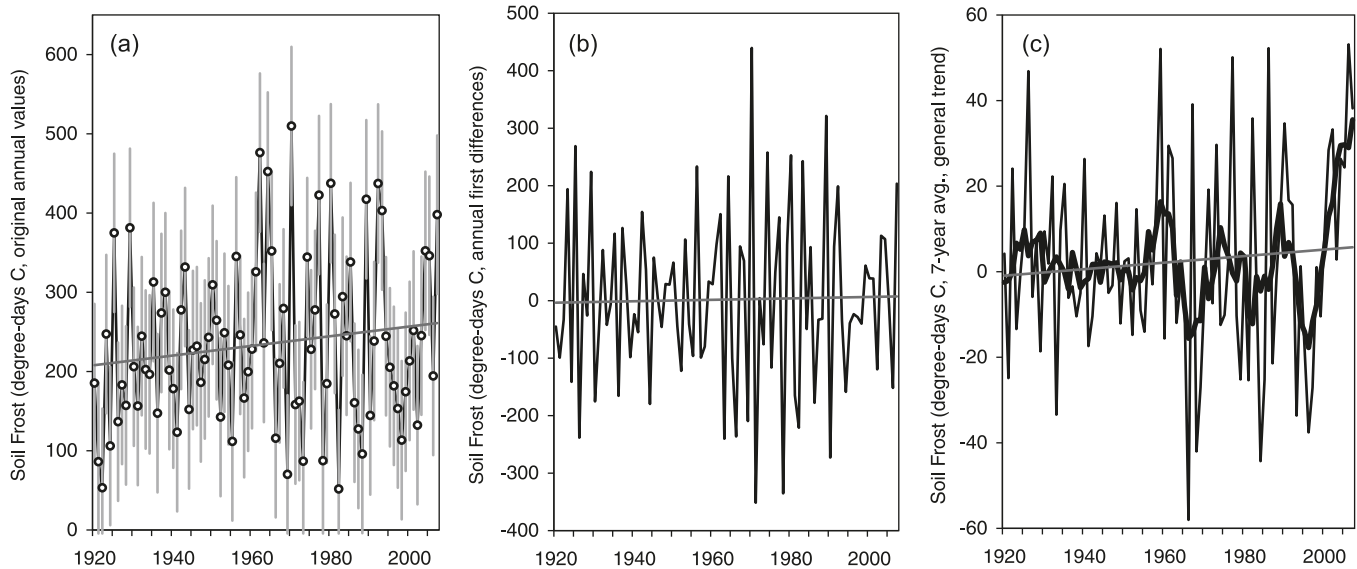 (a)
Soil Frost (degree-days C, original annual values)
600
500
400
300
200
100
0
1920 1940 1960 1980 2000
(b)
Soil Frost (degree-days C, annual first differences)
500
400
300
200
100
0
-100
-200
-300
-400
1920 1940 1960 1980 2000
(c)
Soil Frost (degree-days C, 7-year avg., general trend)
60
40
20
0
-20
-40
-60
1920 1940 1960 1980 2000